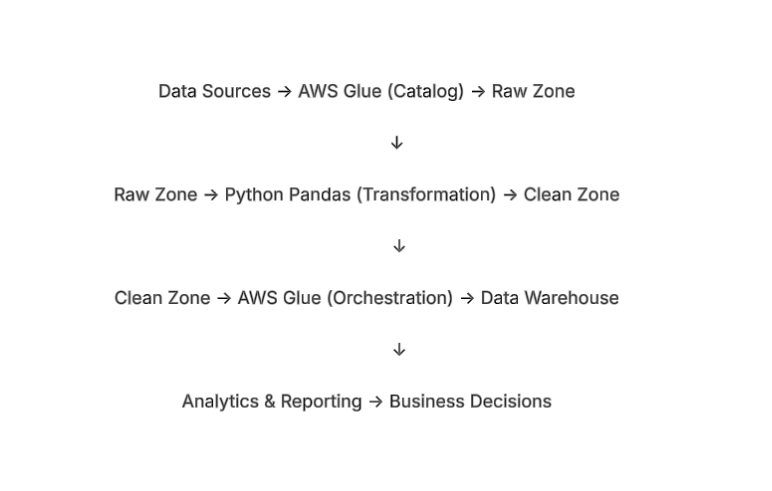 Data Sources → AWS Glue (Catalog) → Raw Zone
↓
Raw Zone → Python Pandas (Transformation) → Clean Zone
↓
Clean Zone → AWS Glue (Orchestration) → Data Warehouse
↓
Analytics & Reporting → Business Decisions